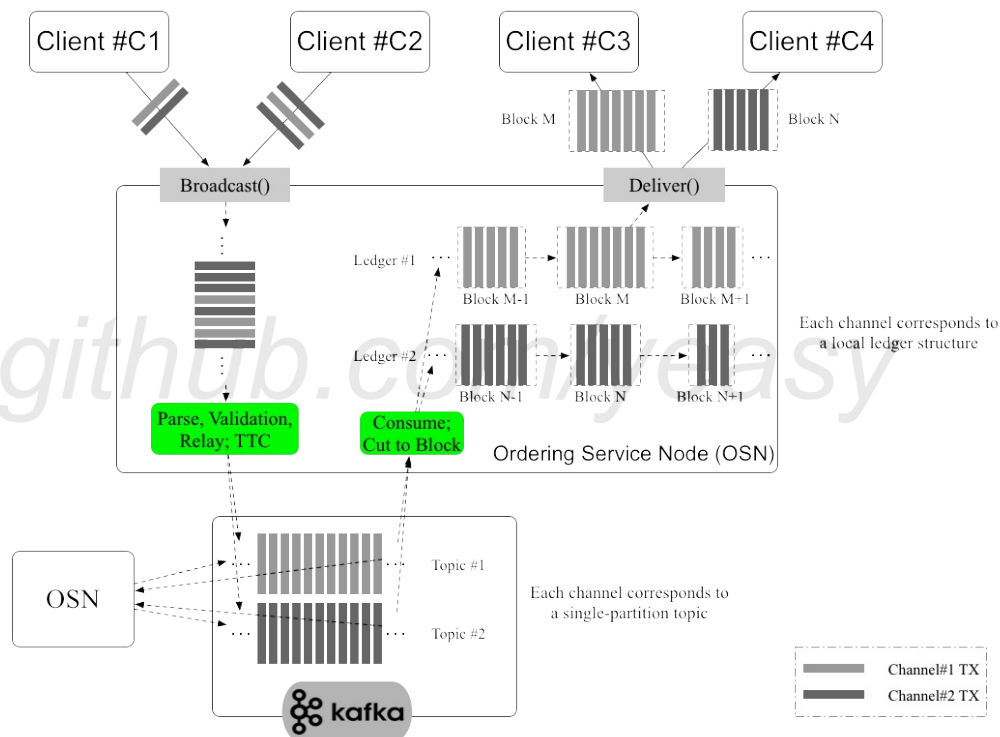 Client #C1
Client #C2
Client #C3
Client #C4
Block M
Block N
Broadcast()
Deliver()
Ledger #1
Block M-1
Block M
Block M+1
Each channel corresponds to
a local ledger structure
Ledger #2
Block N-1
Block N
Block N+1
github.com/yeasy
Parse, Validation,
Relay; TTC
Consume;
Cut to Block
Ordering Service Node (OSN)
OSN
Topic #1
Topic #2
Each channel corresponds to
a single-partition topic
kafka
Channel#1 TX
Channel#2 TX